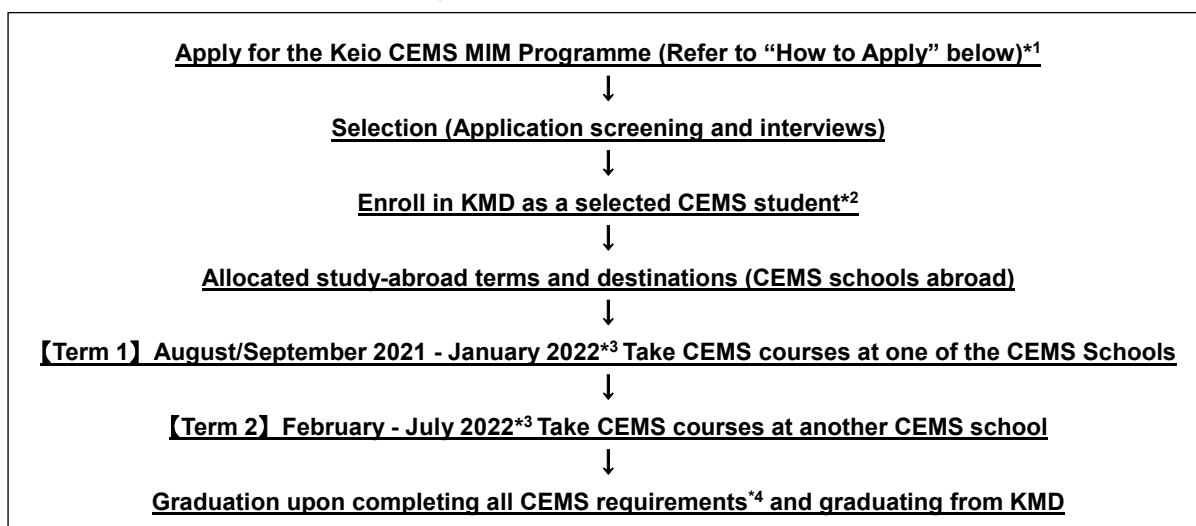 Apply for the Keio CEMS MIM Programme (Refer to “How to Apply” below)*1
↓
Selection (Application screening and interviews)
↓
Enroll in KMD as a selected CEMS student*2
↓
Allocated study-abroad terms and destinations (CEMS schools abroad)
↓
【Term 1】 August/September 2021 - January 2022*3 Take CEMS courses at one of the CEMS Schools
↓
【Term 2】 February - July 2022*3 Take CEMS courses at another CEMS school
↓
Graduation upon completing all CEMS requirements*4 and graduating from KMD